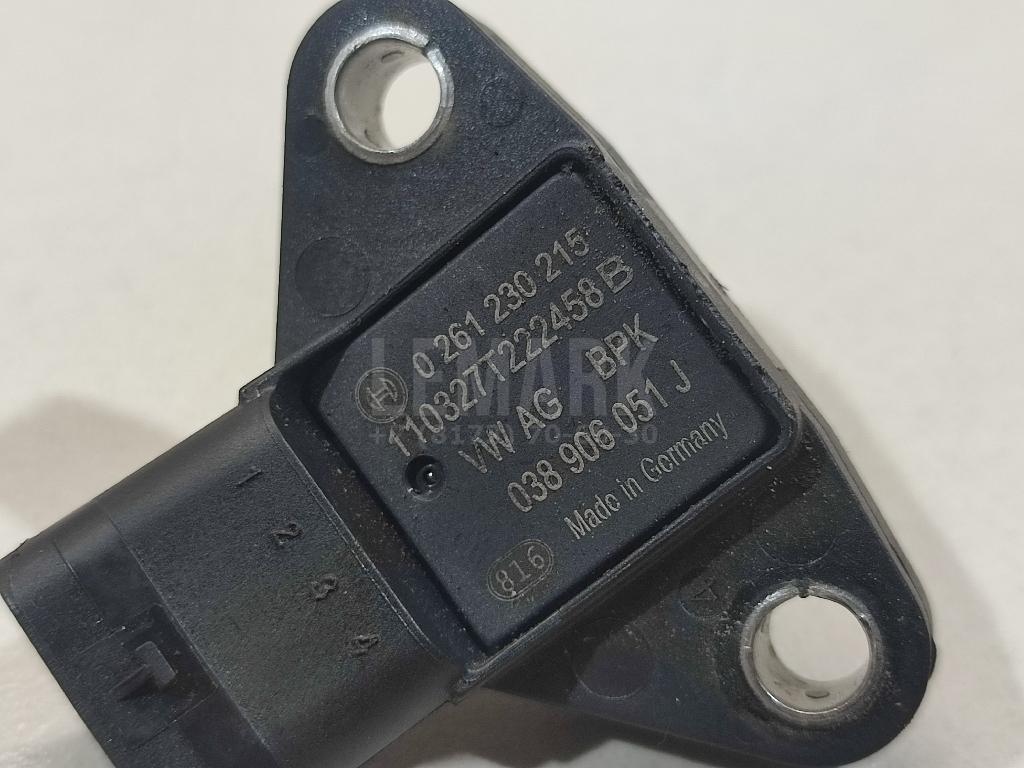 0 261 230 215
110327T222458 B
VW AG BPK
038 906 051 J
Made in Germany
816
1
2
3
4
LEMARK